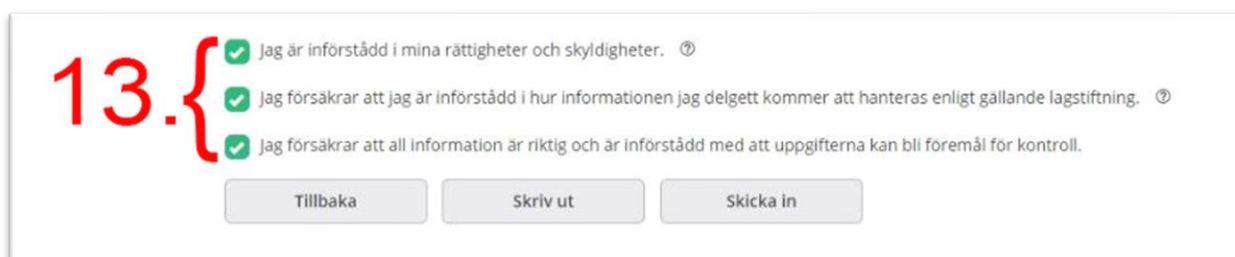 13.
Jag är införstådd i mina rättigheter och skyldigheter.
Jag försäkrar att jag är införstådd i hur informationen jag delgett kommer att hanteras enligt gällande lagstiftning.
Jag försäkrar att all information är riktig och är införstådd med att uppgifterna kan bli föremål för kontroll.
Tillbaka Skriv ut Skicka in